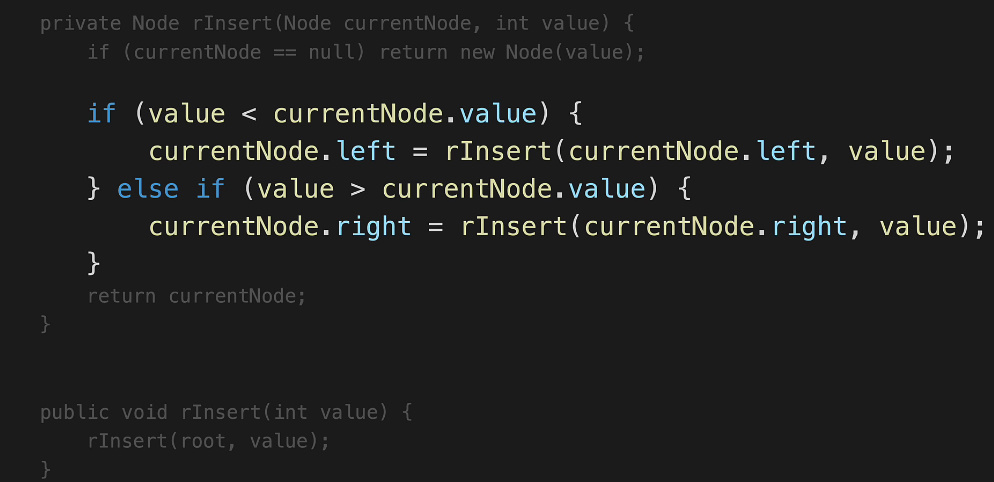 private Node rInsert(Node currentNode, int value) {
    if (currentNode == null) return new Node(value);
    if (value < currentNode.value) {
        currentNode.left = rInsert(currentNode.left, value);
    } else if (value > currentNode.value) {
        currentNode.right = rInsert(currentNode.right, value);
    }
    return currentNode;
}
public void rInsert(int value) {
    rInsert(root, value);
}